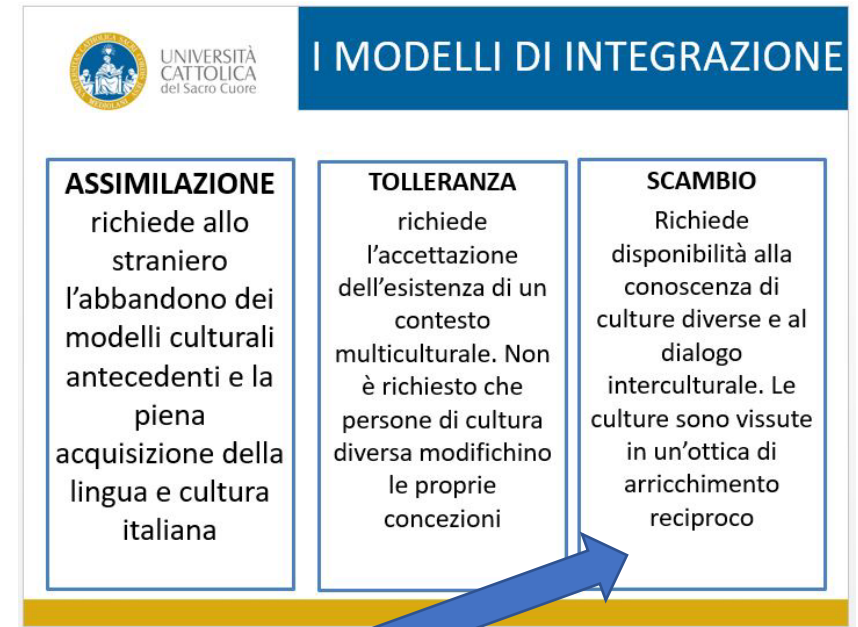 UNIVERSITÀ
CATTOLICA
del Sacro Cuore
I MODELLI DI INTEGRAZIONE
ASSIMILAZIONE
richiede allo
straniero
l’abbandono dei
modelli culturali
antecedenti e la
piena
acquisizione della
lingua e cultura
italiana
TOLLERANZA
richiede
l’accettazione
dell’esistenza di un
contesto
multiculturale. Non
è richiesto che
persone di cultura
diversa modifichino
le proprie
concezioni
SCAMBIO
Richiede
disponibilità alla
conoscenza di
culture diverse e al
dialogo
interculturale. Le
culture sono vissute
in un’ottica di
arricchimento
reciproco